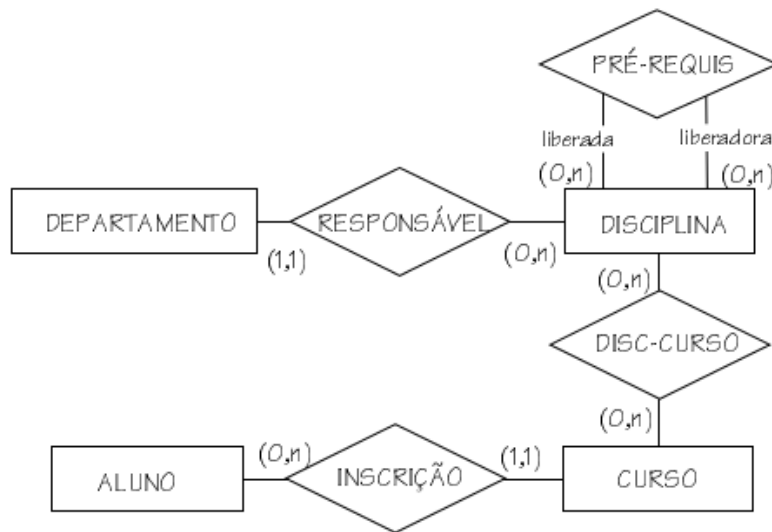 PRÉ-REQUIS
liberada
liberadora
(0,n)
(0,n)
DEPARTAMENTO
RESPONSÁVEL
DISCIPLINA
(1,1)
(0,n)
(0,n)
DISC-CURSO
(0,n)
(0,n)
(1,1)
ALUNO
INSCRIÇÃO
CURSO